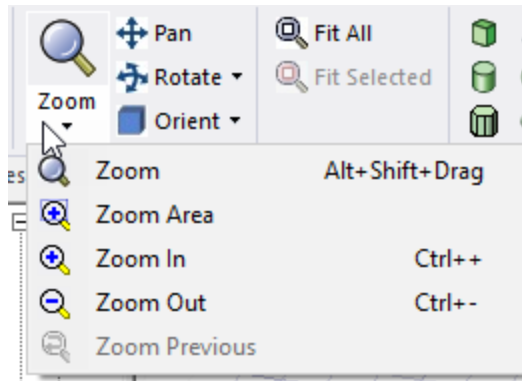 Pan
Fit All
Rotate
Fit Selected
Zoom
Orient
Zoom Alt+Shift+Drag
Zoom Area
Zoom In Ctrl++
Zoom Out Ctrl+-
Zoom Previous